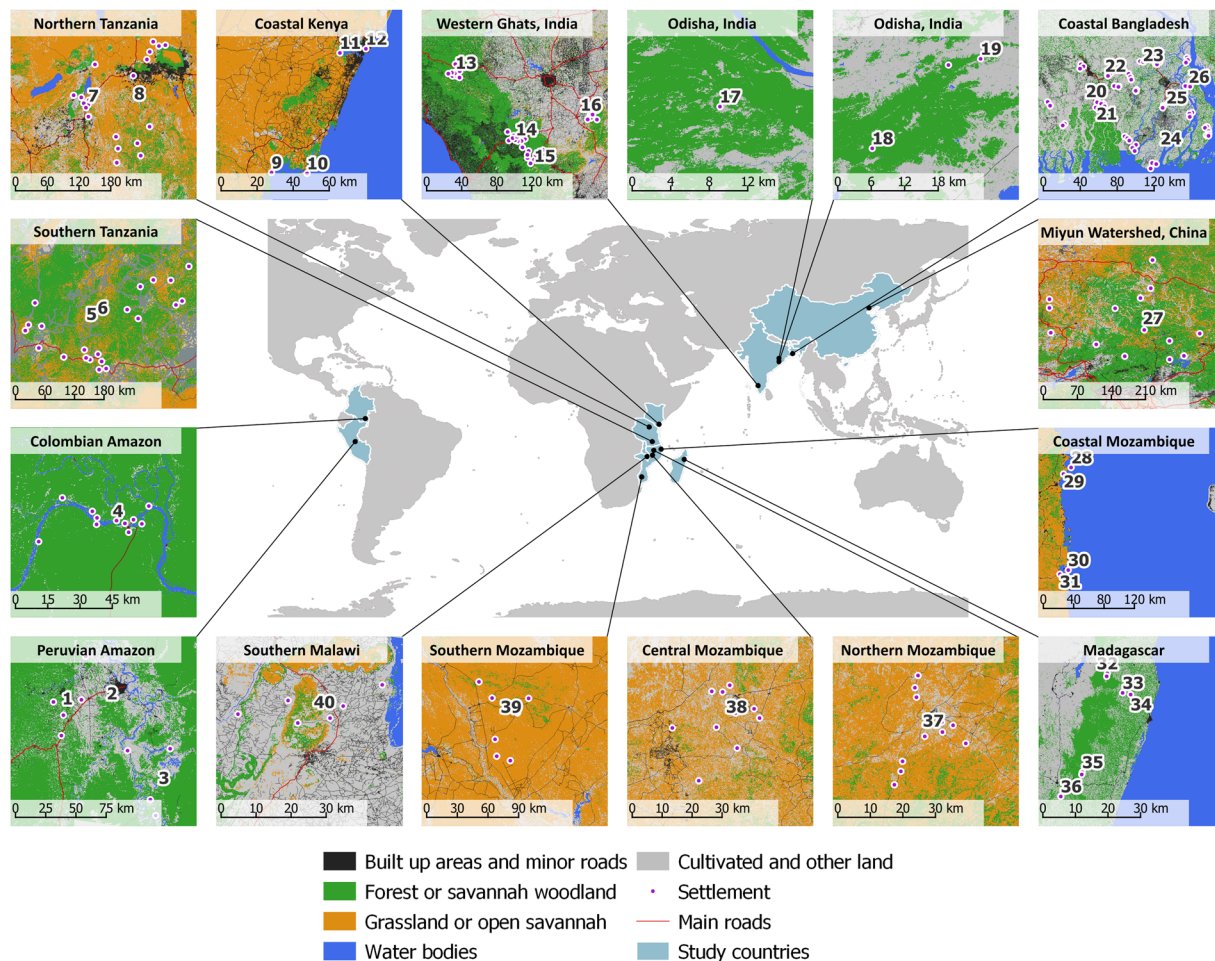 Northern Tanzania
7
8
0 60 120 180 km
Coastal Kenya
11
12
9
10
0 20 40 60 km
Western Ghats, India
13
16
14
15
0 40 80 120 km
Odisha, India
17
0 4 8 12 km
Odisha, India
19
18
0 6 12 18 km
Coastal Bangladesh
23
22
26
20
25
21
24
0 40 80 120 km
Southern Tanzania
5
6
0 60 120 180 km
Miyun Watershed, China
27
0 70 140 210 km
Colombian Amazon
4
0 15 30 45 km
Coastal Mozambique
28
29
30
31
0 40 80 120 km
Peruvian Amazon
1
2
3
0 25 50 75 km
Southern Malawi
40
0 10 20 30 km
Southern Mozambique
39
0 30 60 90 km
Central Mozambique
38
0 10 20 30 km
Northern Mozambique
37
0 10 20 30 km
Madagascar
32
33
34
35
36
0 10 20 30 km
Built up areas and minor roads
Forest or savannah woodland
Grassland or open savannah
Water bodies
Cultivated and other land
Settlement
Main roads
Study countries